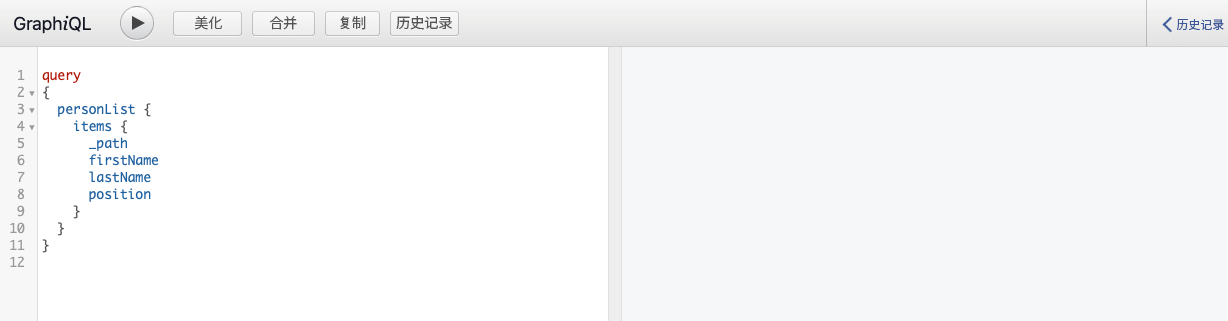 GraphiQL 美化 合并 复制 历史记录 历史记录
1 query
2 {
3 personList {
4 items {
5 _path
6 firstName
7 lastName
8 position
9 }
10 }
11 }
12